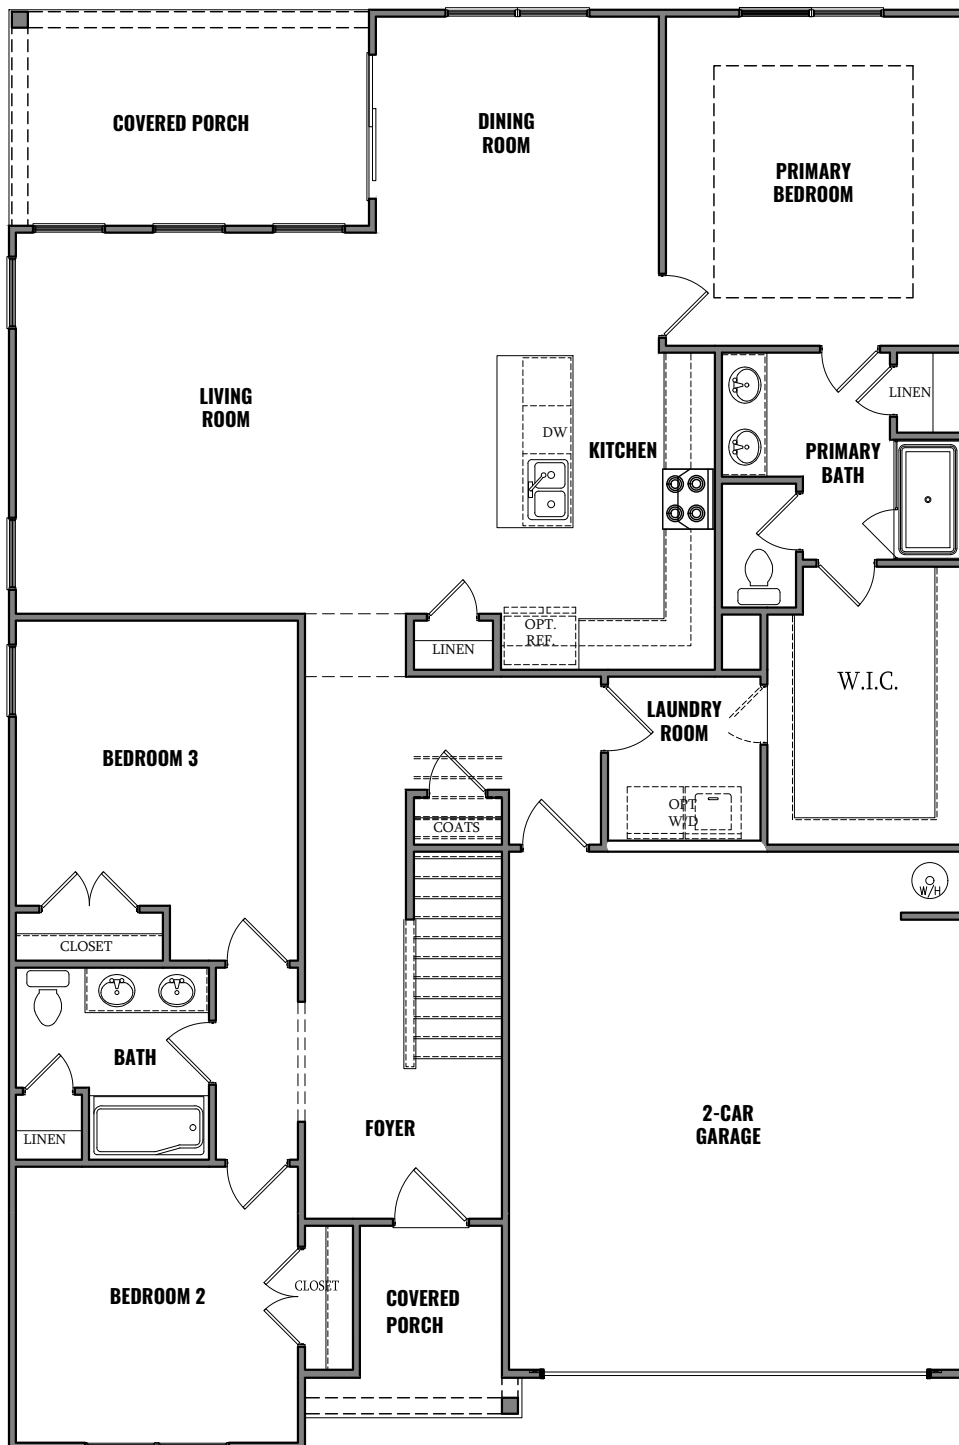 COVERED PORCH
DINING
ROOM
PRIMARY
BEDROOM
LIVING
ROOM
DW
KITCHEN
LINEN
PRIMARY
BATH
OPT.
REF.
LINEN
W.I.C.
LAUNDRY
ROOM
BEDROOM 3
OPT
W/D
COATS
W/H
CLOSET
BATH
LINEN
FOYER
2-CAR
GARAGE
BEDROOM 2
CLOSET
COVERED
PORCH